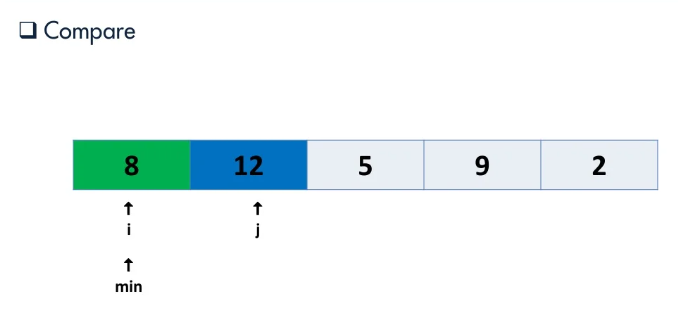 ❑ Compare
8 12 5 9 2
↑ ↑
i j
↑
min